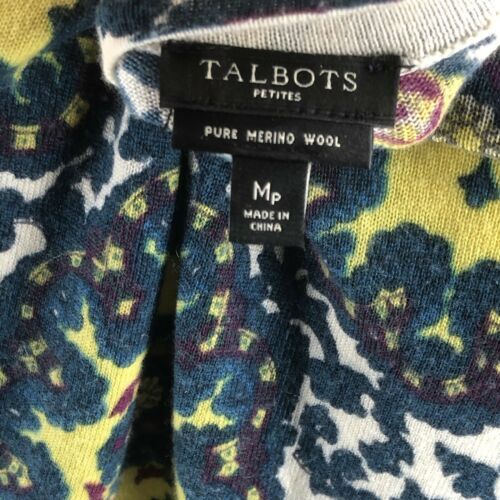 TALBOTS
PETITES
PURE MERINO WOOL
MP
MADE IN
CHINA